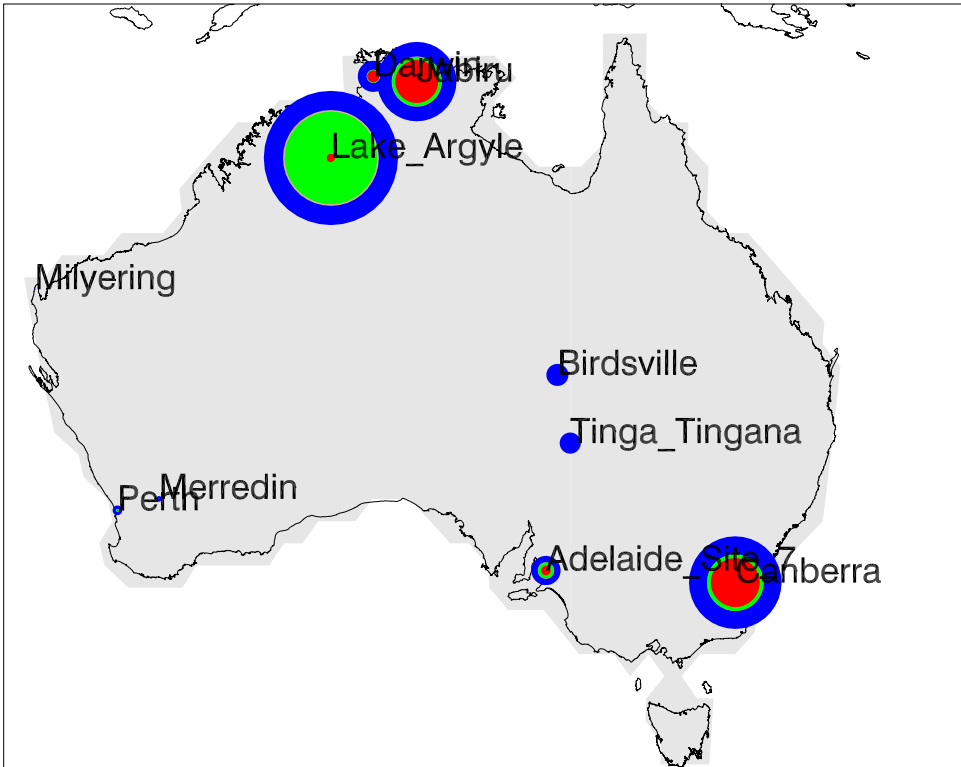 Darwin
Jabiru
Lake_Argyle
Milyering
Birdsville
Tinga_Tingana
Merredin
Perth
Adelaide_Site_7
Canberra